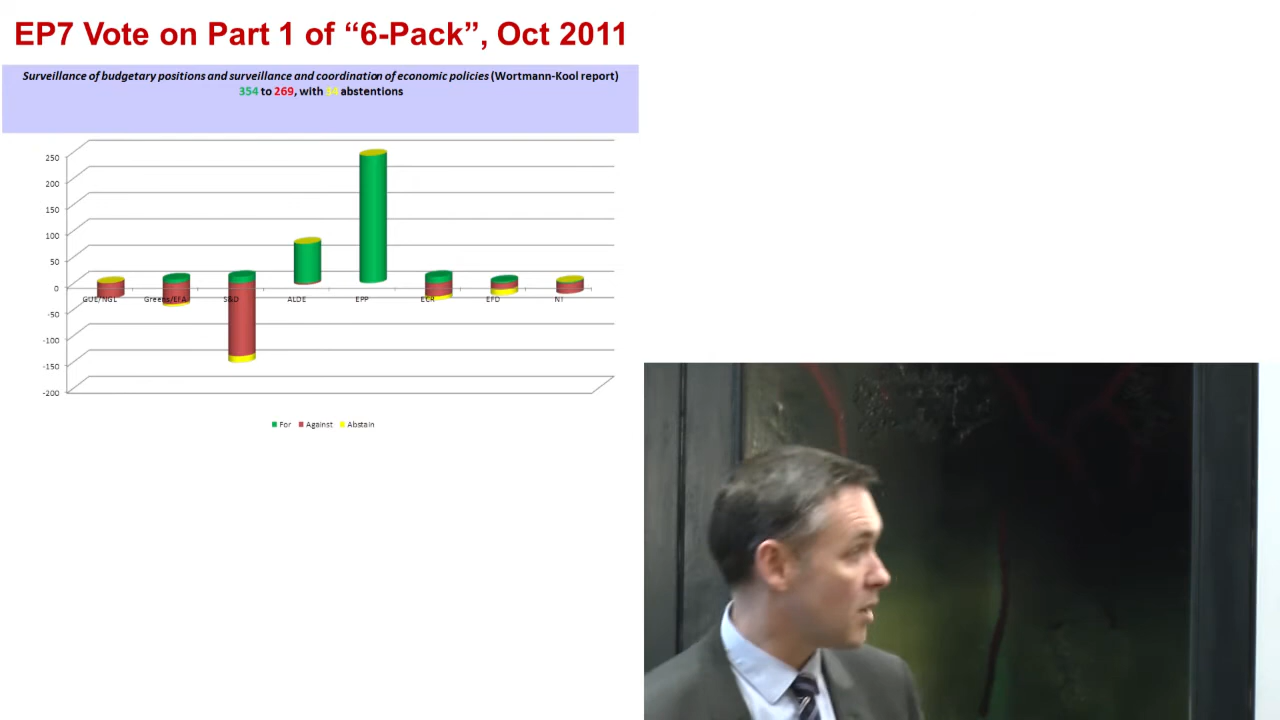 EP7 Vote on Part 1 of “6-Pack”, Oct 2011
Surveillance of budgetary positions and surveillance and coordination of economic policies (Wortmann-Kool report)
354 to 269, with abstentions
250
200
150
100
50
0
-50
-100
-150
-200
GUE/NGL Greens/EFA S&D ALDE EPP ECR EFD NI
For Against Abstain